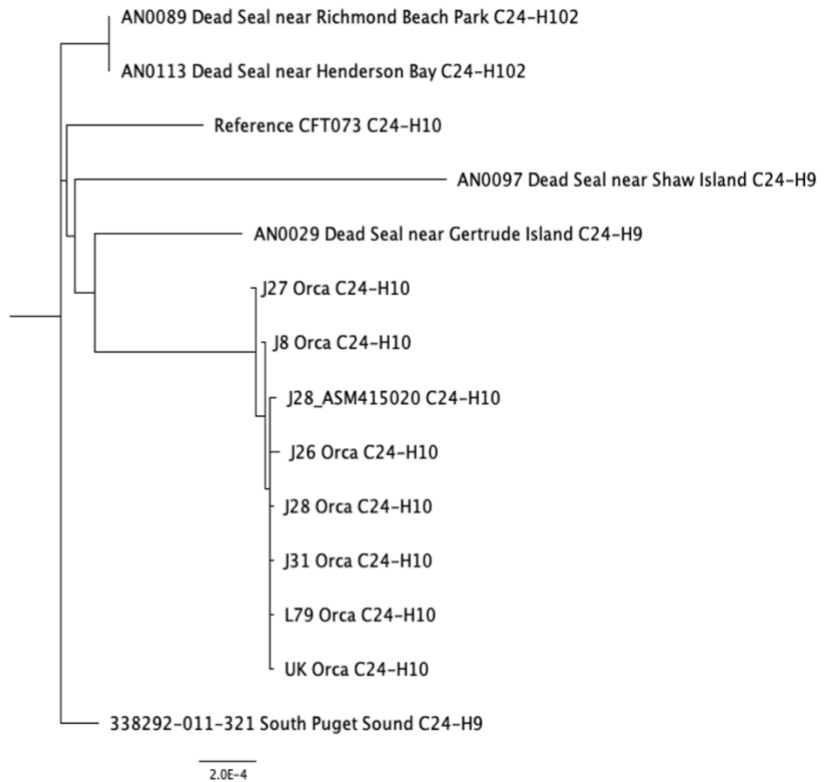 AN0089 Dead Seal near Richmond Beach Park C24-H102
AN0113 Dead Seal near Henderson Bay C24-H102
Reference CFT073 C24-H10
AN0097 Dead Seal near Shaw Island C24-H9
AN0029 Dead Seal near Gertrude Island C24-H9
J27 Orca C24-H10
J8 Orca C24-H10
J28_ASM415020 C24-H10
J26 Orca C24-H10
J28 Orca C24-H10
J31 Orca C24-H10
L79 Orca C24-H10
UK Orca C24-H10
338292-011-321 South Puget Sound C24-H9
2.0E-4